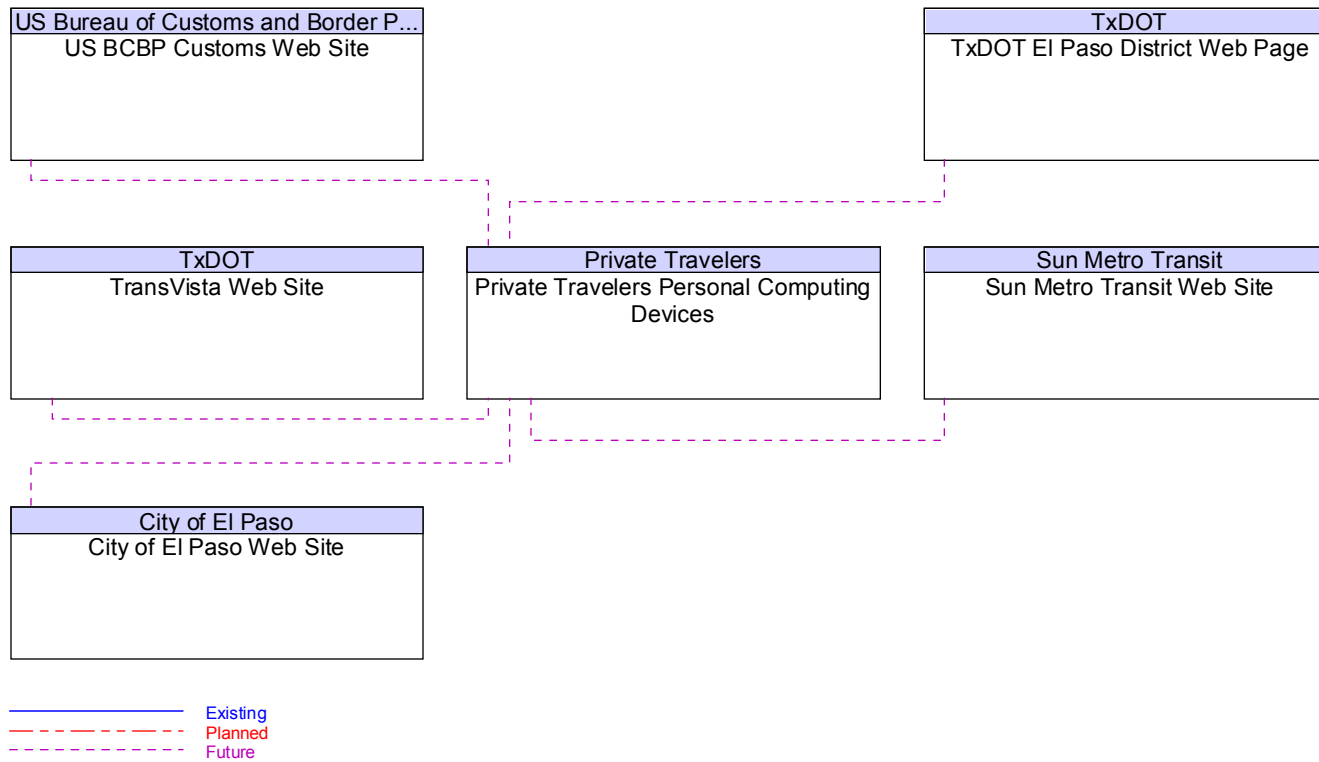 US Bureau of Customs and Border P...
US BCBP Customs Web Site
TxDOT
TxDOT El Paso District Web Page
TxDOT
TransVista Web Site
Private Travelers
Private Travelers Personal Computing
Devices
Sun Metro Transit
Sun Metro Transit Web Site
City of El Paso
City of El Paso Web Site
Existing
Planned
Future